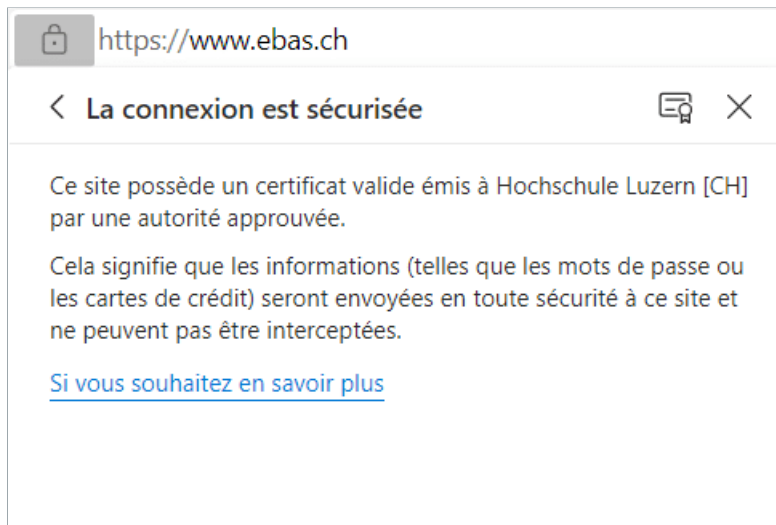 https://www.ebas.ch
La connexion est sécurisée
Ce site possède un certificat valide émis à Hochschule Luzern [CH]
par une autorité approuvée.
Cela signifie que les informations (telles que les mots de passe ou
les cartes de crédit) seront envoyées en toute sécurité à ce site et
ne peuvent pas être interceptées.
Si vous souhaitez en savoir plus